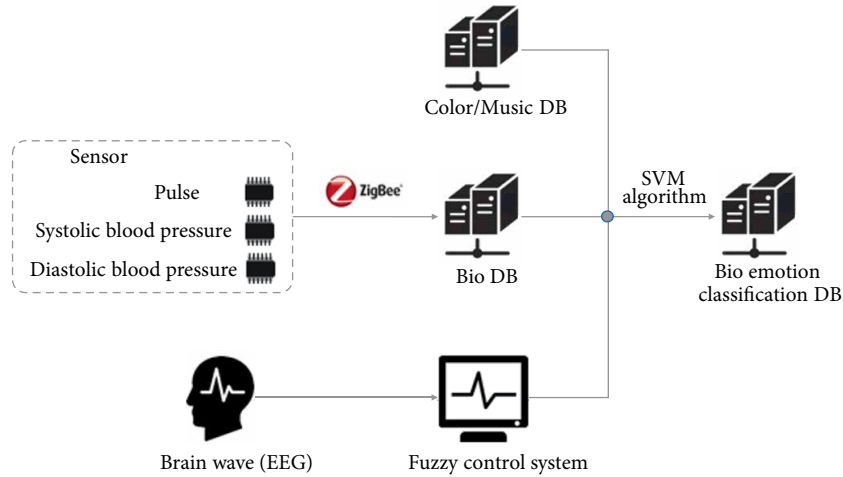 Color/Music DB
Sensor
Pulse
Systolic blood pressure
Diastolic blood pressure
ZigBee®
Bio DB
SVM
algorithm
Bio emotion
classification DB
Brain wave (EEG)
Fuzzy control system